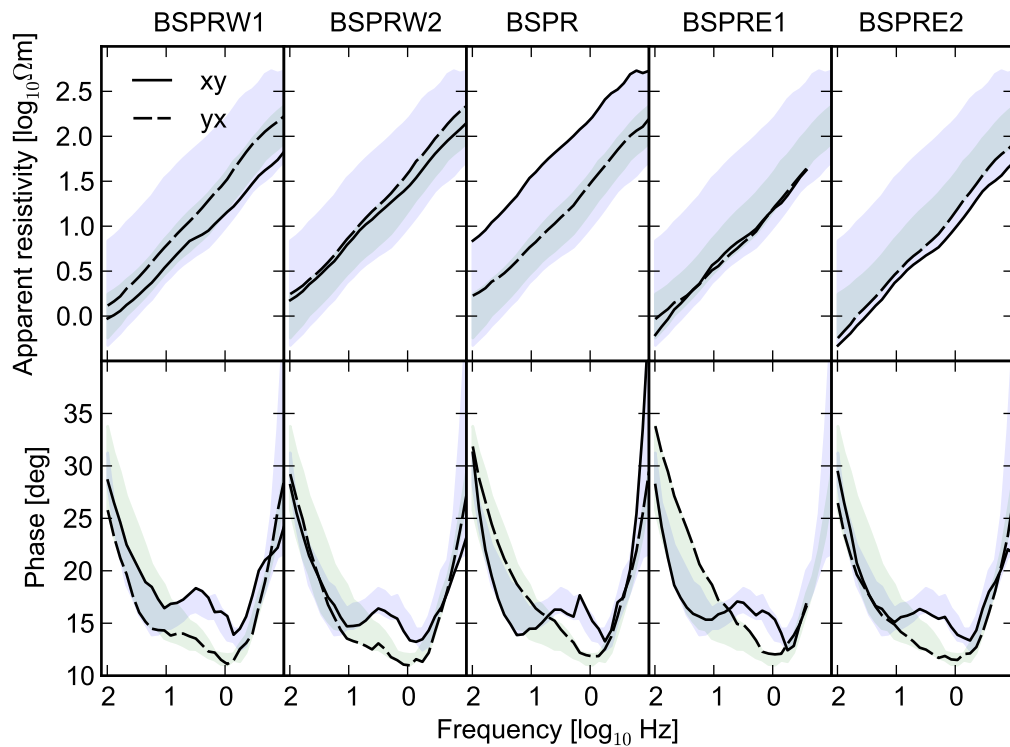 BSPRW1 BSPRW2 BSPR BSPRE1 BSPRE2
Apparent resistivity [log₁₀Ωm]
xy
yx
2.5
2.0
1.5
1.0
0.5
0.0
Phase [deg]
35
30
25
20
15
10
2 1 0 2 1 0 2 1 0 2 1 0 2 1 0
Frequency [log₁₀ Hz]